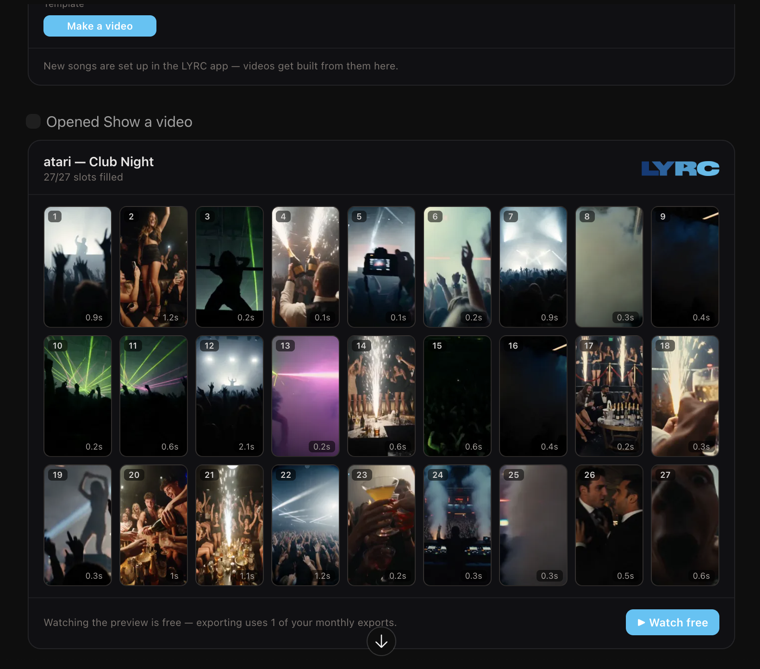 Template
Make a video
New songs are set up in the LYRC app — videos get built from them here.
Opened Show a video
atari — Club Night
27/27 slots filled
LYRC
1 2 3 4 5 6 7 8 9
0.9s 1.2s 0.2s 0.1s 0.1s 0.2s 0.9s 0.3s 0.4s
10 11 12 13 14 15 16 17 18
0.2s 0.6s 2.1s 0.2s 0.6s 0.6s 0.4s 0.2s 0.3s
19 20 21 22 23 24 25 26 27
0.3s 1s 1.1s 1.2s 0.2s 0.3s 0.3s 0.5s 0.6s
Watching the preview is free — exporting uses 1 of your monthly exports.
Watch free